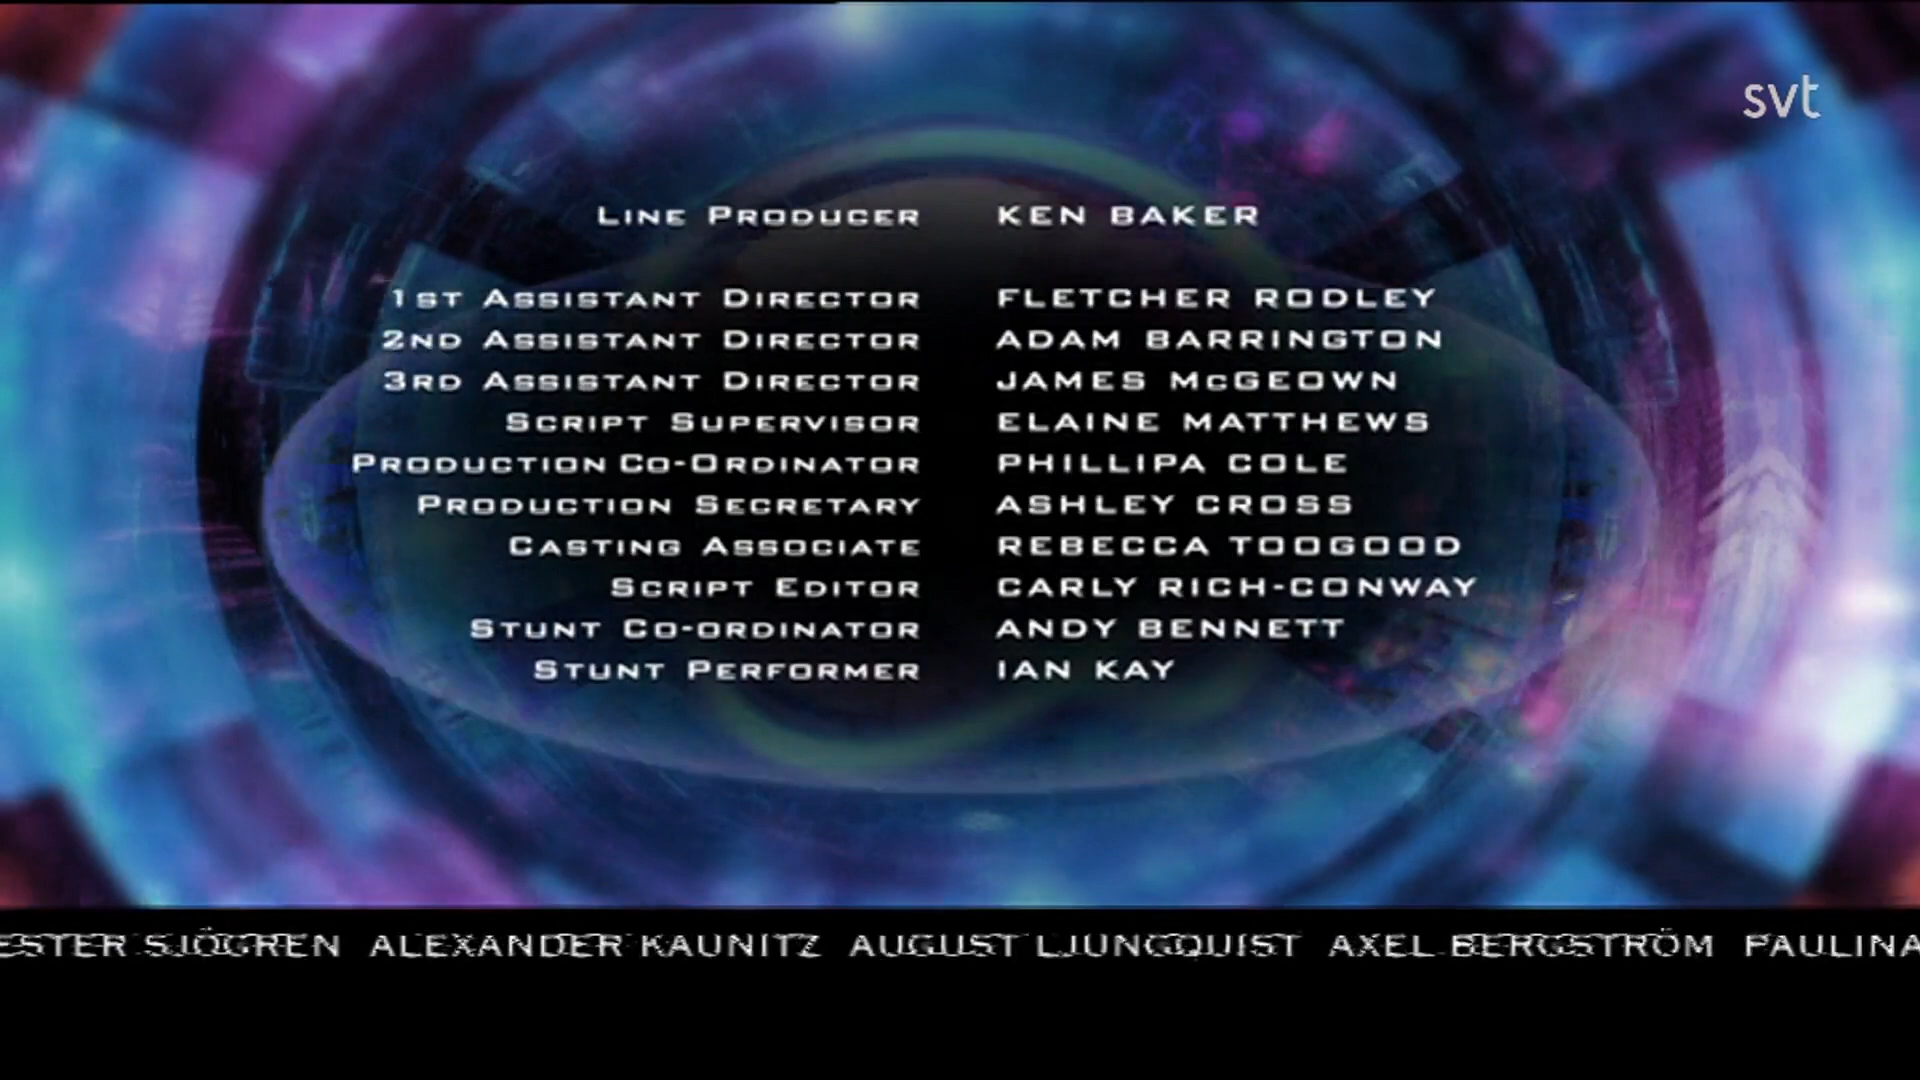 svt
Line Producer KEN BAKER
1st Assistant Director FLETCHER RODLEY
2nd Assistant Director ADAM BARRINGTON
3rd Assistant Director JAMES McGEOWN
Script Supervisor ELAINE MATTHEWS
Production Co-Ordinator PHILLIPA COLE
Production Secretary ASHLEY CROSS
Casting Associate REBECCA TOOGOOD
Script Editor CARLY RICH-CONWAY
Stunt Co-ordinator ANDY BENNETT
Stunt Performer IAN KAY
ESTER SJÖGREN ALEXANDER KAUNITZ AUGUST LJUNGQUIST AXEL BERGSTRÖM PAULINA